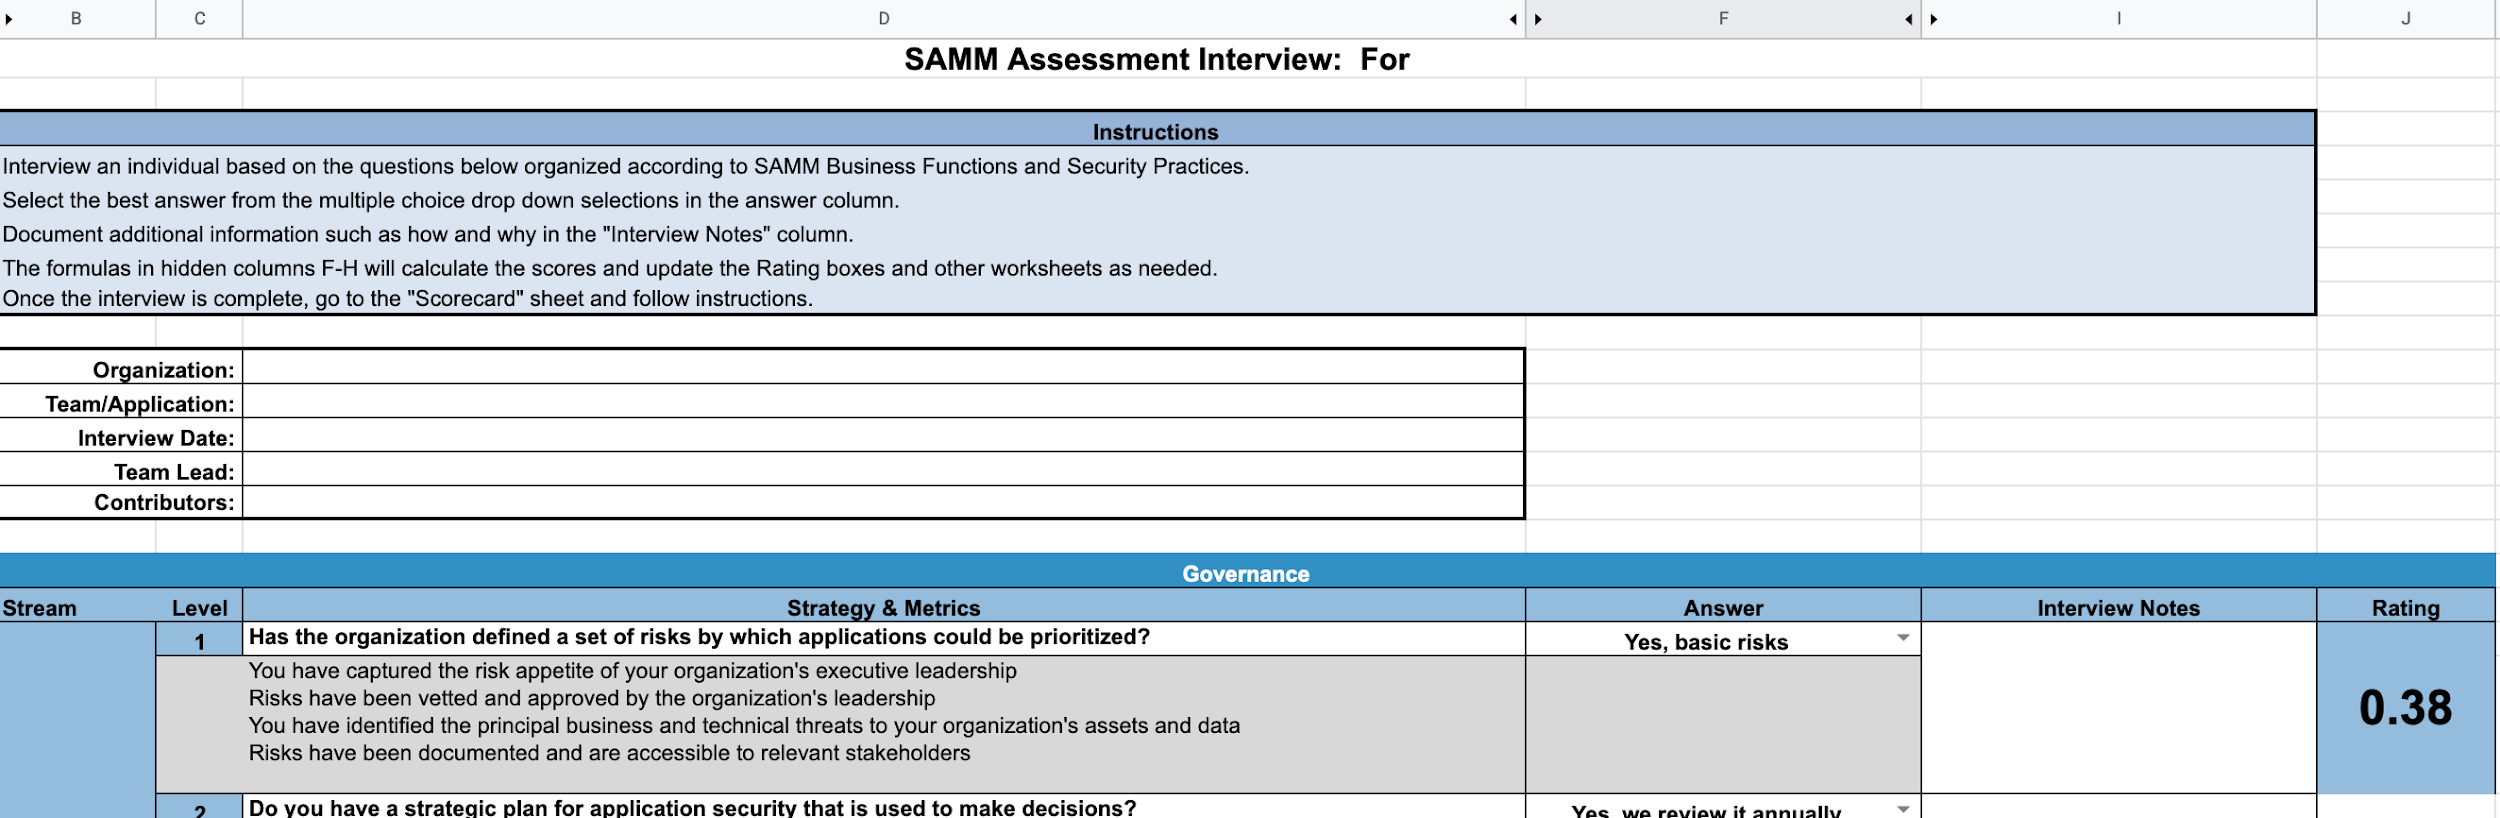 B C D F I J
SAMM Assessment Interview: For
Instructions
Interview an individual based on the questions below organized according to SAMM Business Functions and Security Practices.
Select the best answer from the multiple choice drop down selections in the answer column.
Document additional information such as how and why in the "Interview Notes" column.
The formulas in hidden columns F-H will calculate the scores and update the Rating boxes and other worksheets as needed.
Once the interview is complete, go to the "Scorecard" sheet and follow instructions.
Organization:
Team/Application:
Interview Date:
Team Lead:
Contributors:
Governance
Stream Level Strategy & Metrics Answer Interview Notes Rating
1 Has the organization defined a set of risks by which applications could be prioritized? Yes, basic risks
You have captured the risk appetite of your organization's executive leadership
Risks have been vetted and approved by the organization's leadership
You have identified the principal business and technical threats to your organization's assets and data
Risks have been documented and are accessible to relevant stakeholders
0.38
2 Do you have a strategic plan for application security that is used to make decisions? Yes, we review it annually